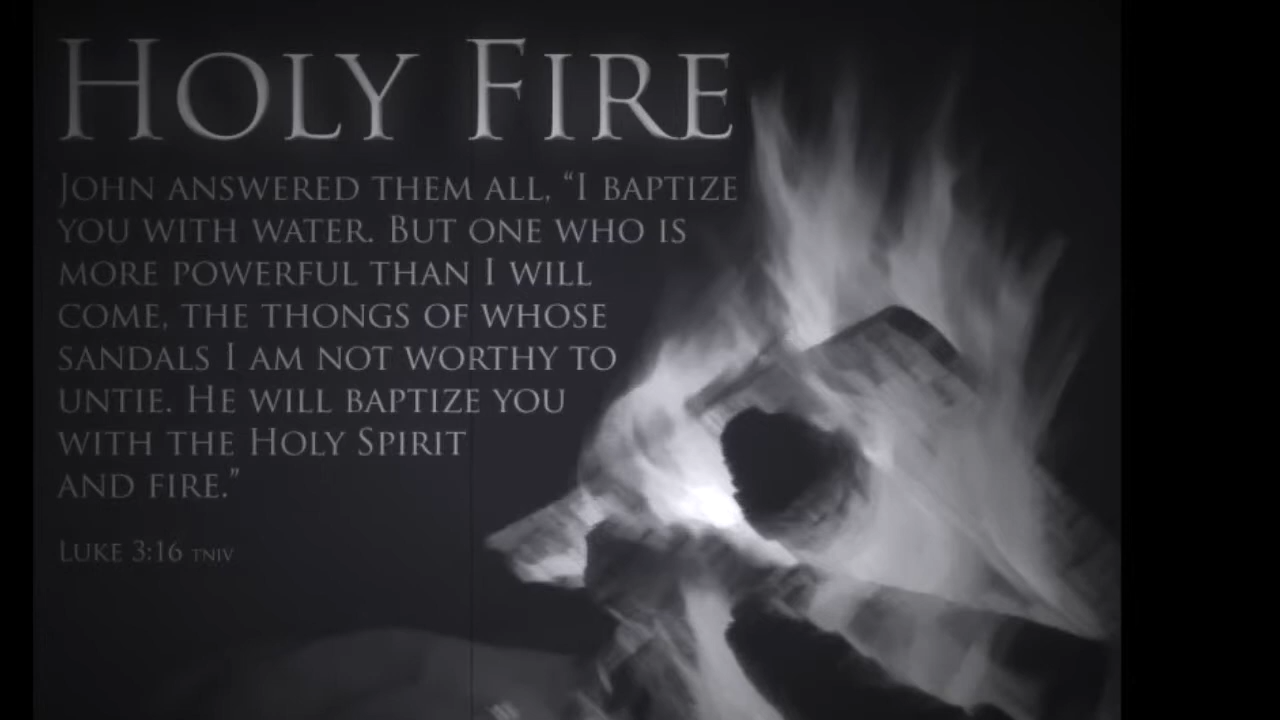 HOLY FIRE
JOHN ANSWERED THEM ALL, “I BAPTIZE
YOU WITH WATER. BUT ONE WHO IS
MORE POWERFUL THAN I WILL
COME, THE THONGS OF WHOSE
SANDALS I AM NOT WORTHY TO
UNTIE. HE WILL BAPTIZE YOU
WITH THE HOLY SPIRIT
AND FIRE.”
LUKE 3:16 TNIV